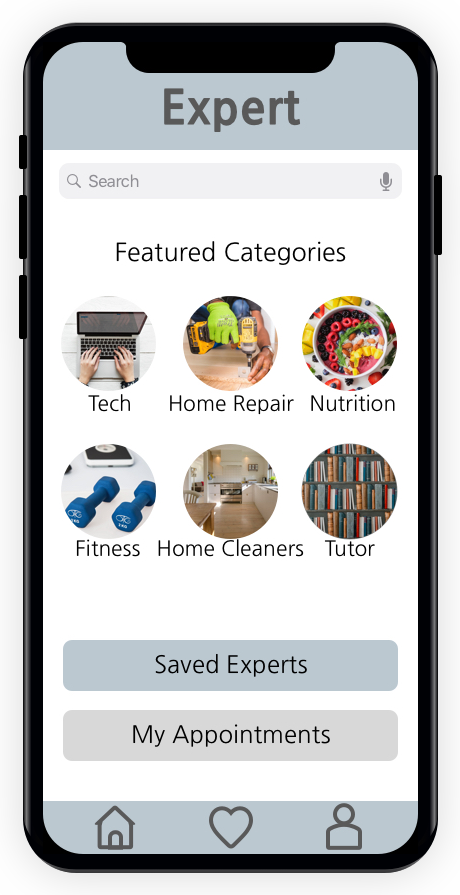 Expert
Search
Featured Categories
Tech
Home Repair
Nutrition
Fitness
Home Cleaners
Tutor
Saved Experts
My Appointments